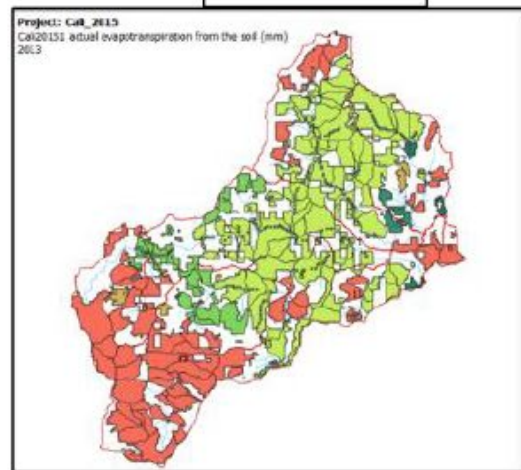 Project: Cali_2015
Cali20151 actual evapotranspiration from the soil (mm)
2013